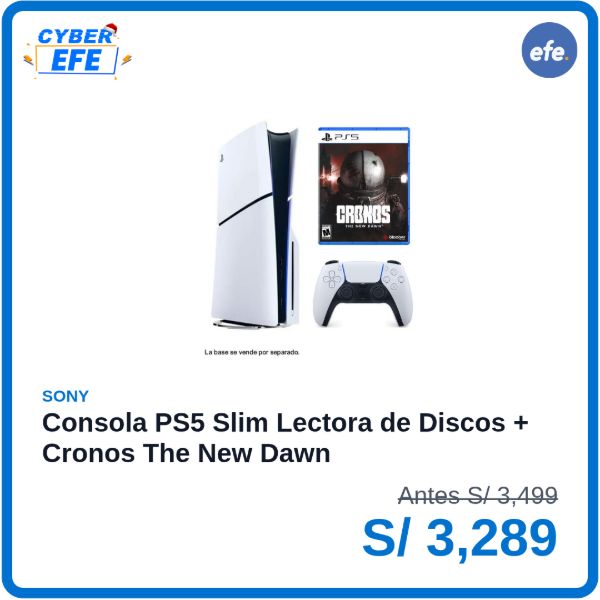 CYBER
EFE
efe.
PS5
CRONOS
THE NEW DAWN
M
bloober
La base se vende por separado.
SONY
Consola PS5 Slim Lectora de Discos +
Cronos The New Dawn
Antes S/ 3,499
S/ 3,289